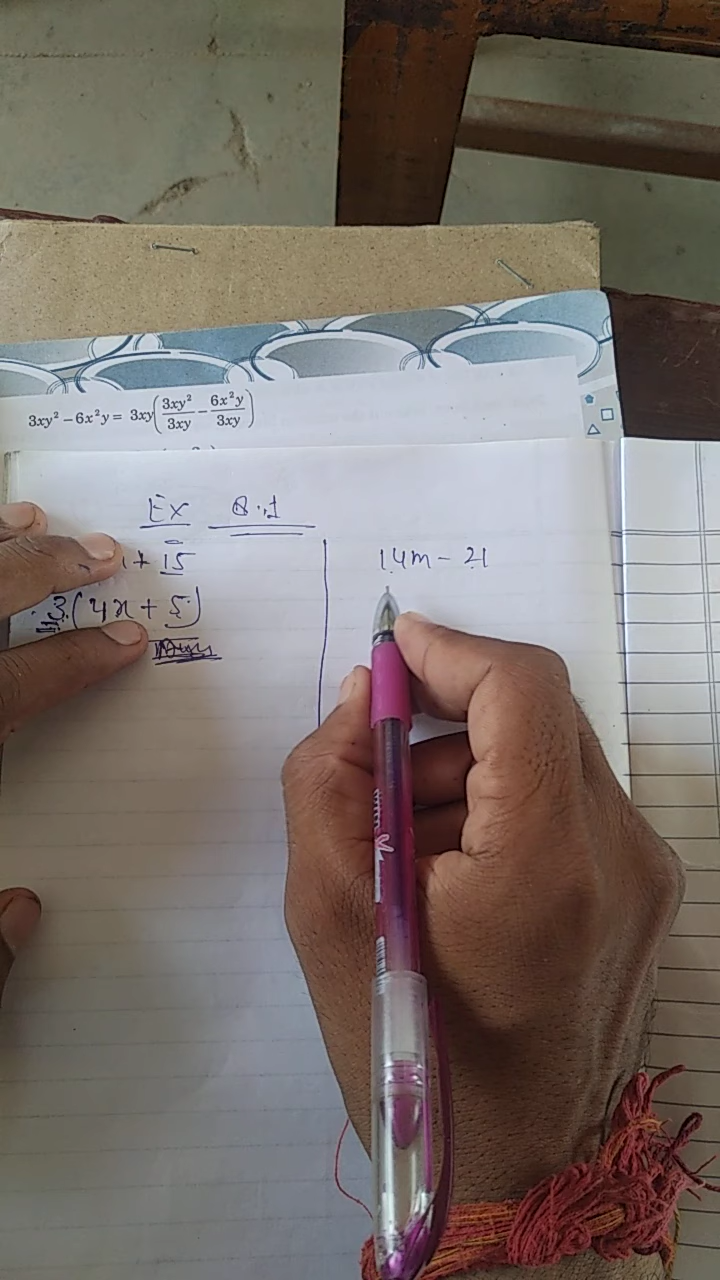 3xy² − 6x²y = 3xy(3xy²/3xy − 6x²y/3xy)
Ex 8.1
+ 15
3(4x + 5)
14m − 21